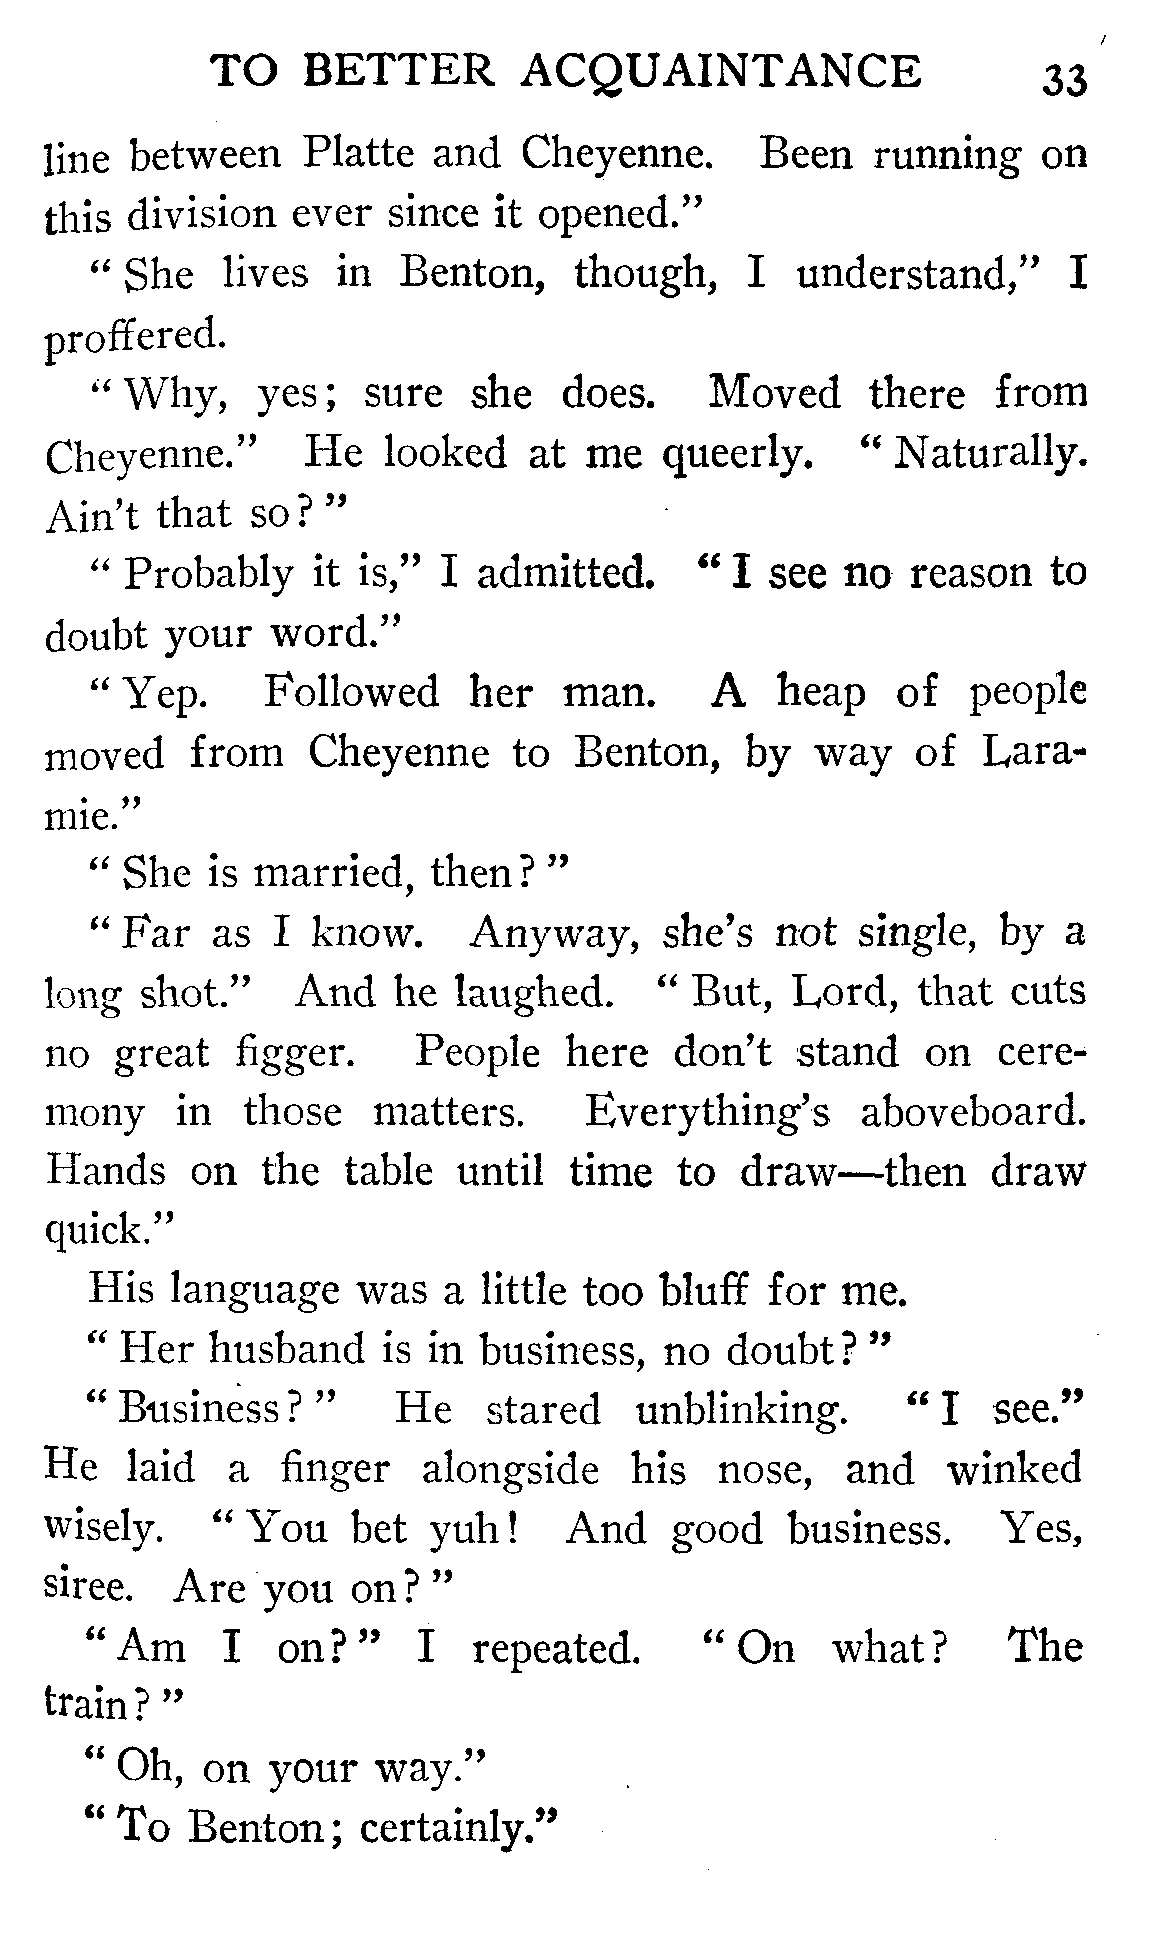 TO BETTER ACQUAINTANCE 33
line between Platte and Cheyenne. Been running on
this division ever since it opened."
"She lives in Benton, though, I understand," I
proffered.
"Why, yes; sure she does. Moved there from
Cheyenne." He looked at me queerly. "Naturally.
Ain't that so?"
"Probably it is," I admitted. "I see no reason to
doubt your word."
"Yep. Followed her man. A heap of people
moved from Cheyenne to Benton, by way of Lara-
mie."
"She is married, then?"
"Far as I know. Anyway, she's not single, by a
long shot." And he laughed. "But, Lord, that cuts
no great figger. People here don't stand on cere-
mony in those matters. Everything's aboveboard.
Hands on the table until time to draw—then draw
quick."
His language was a little too bluff for me.
"Her husband is in business, no doubt?"
"Business?" He stared unblinking. "I see."
He laid a finger alongside his nose, and winked
wisely. "You bet yuh! And good business. Yes,
siree. Are you on?"
"Am I on?" I repeated. "On what? The
train?"
"Oh, on your way."
"To Benton; certainly."